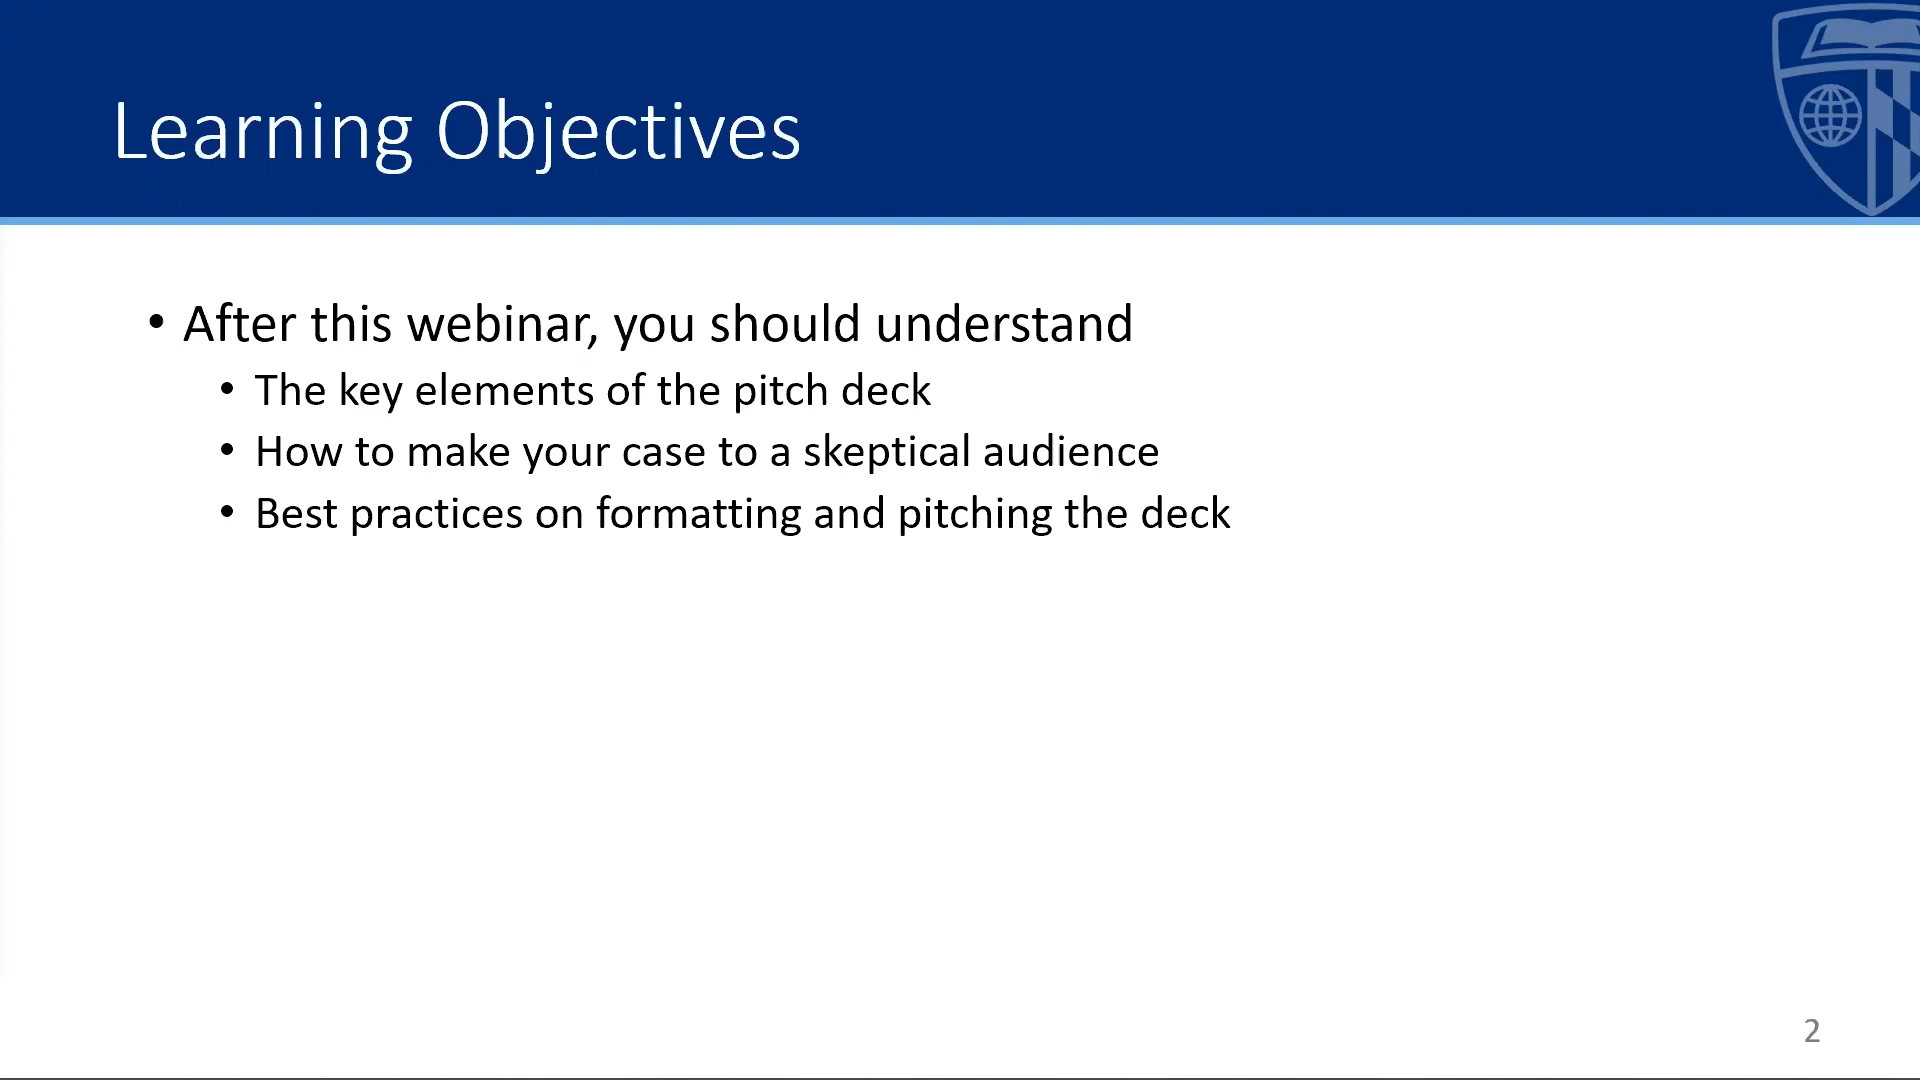 Learning Objectives
• After this webinar, you should understand
• The key elements of the pitch deck
• How to make your case to a skeptical audience
• Best practices on formatting and pitching the deck
2